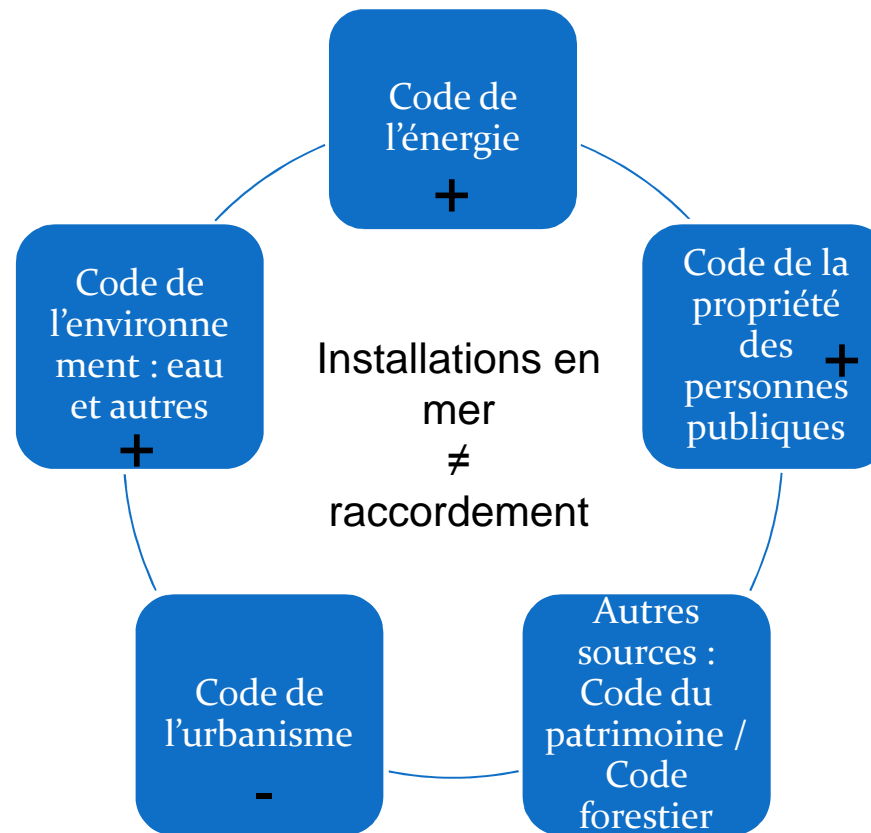 Code de
l'énergie
+
Code de la
propriété
des
personnes
publiques
+
Autres
sources :
Code du
patrimoine /
Code
forestier
Code de
l'urbanisme
-
Code de
l'environne
ment : eau
et autres
+
Installations en
mer
≠
raccordement